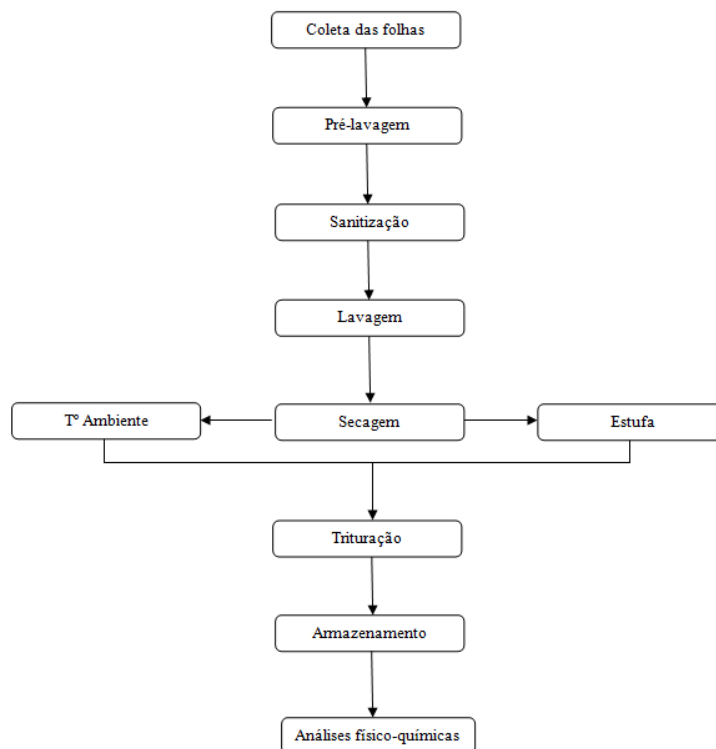 Coleta das folhas
Pré-lavagem
Sanitização
Lavagem
Tº Ambiente
Secagem
Estufa
Trituração
Armazenamento
Análises físico-químicas